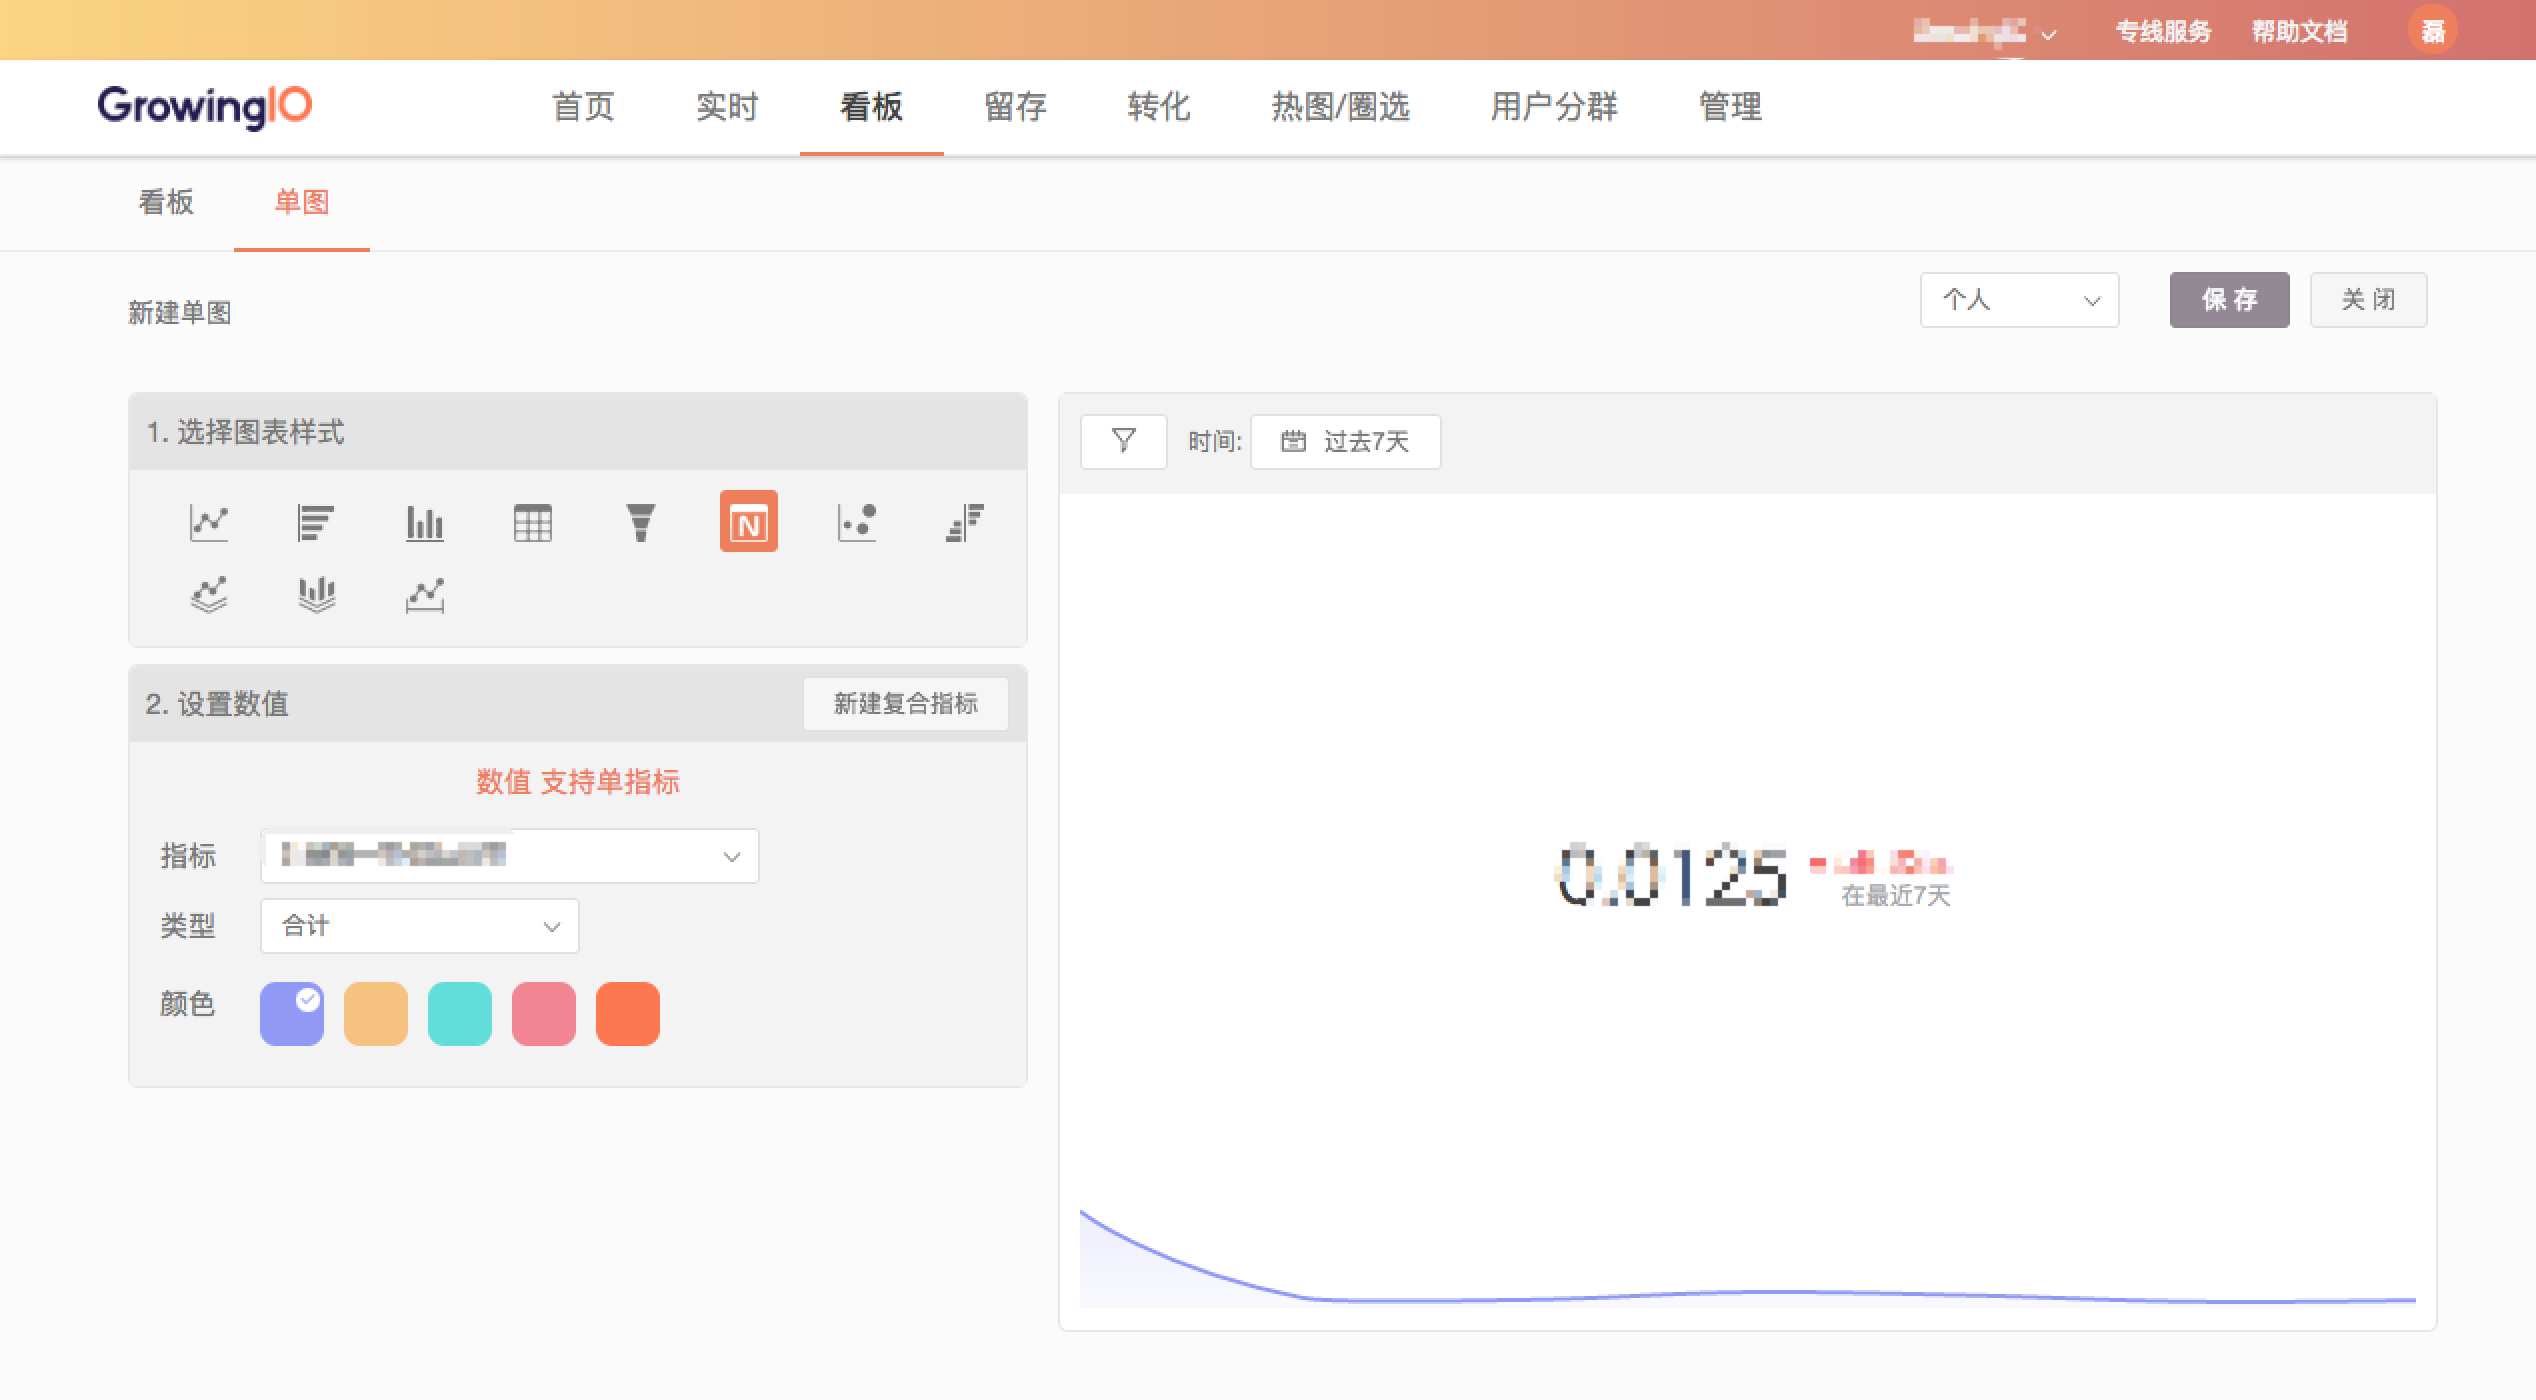 专线服务 帮助文档 磊
GrowingIO 首页 实时 看板 留存 转化 热图/圈选 用户分群 管理
看板 单图
新建单图 个人 保 存 关 闭
1. 选择图表样式
时间: 过去7天
N
2. 设置数值 新建复合指标
数值 支持单指标
指标
类型 合计
颜色
0.0125
在最近7天